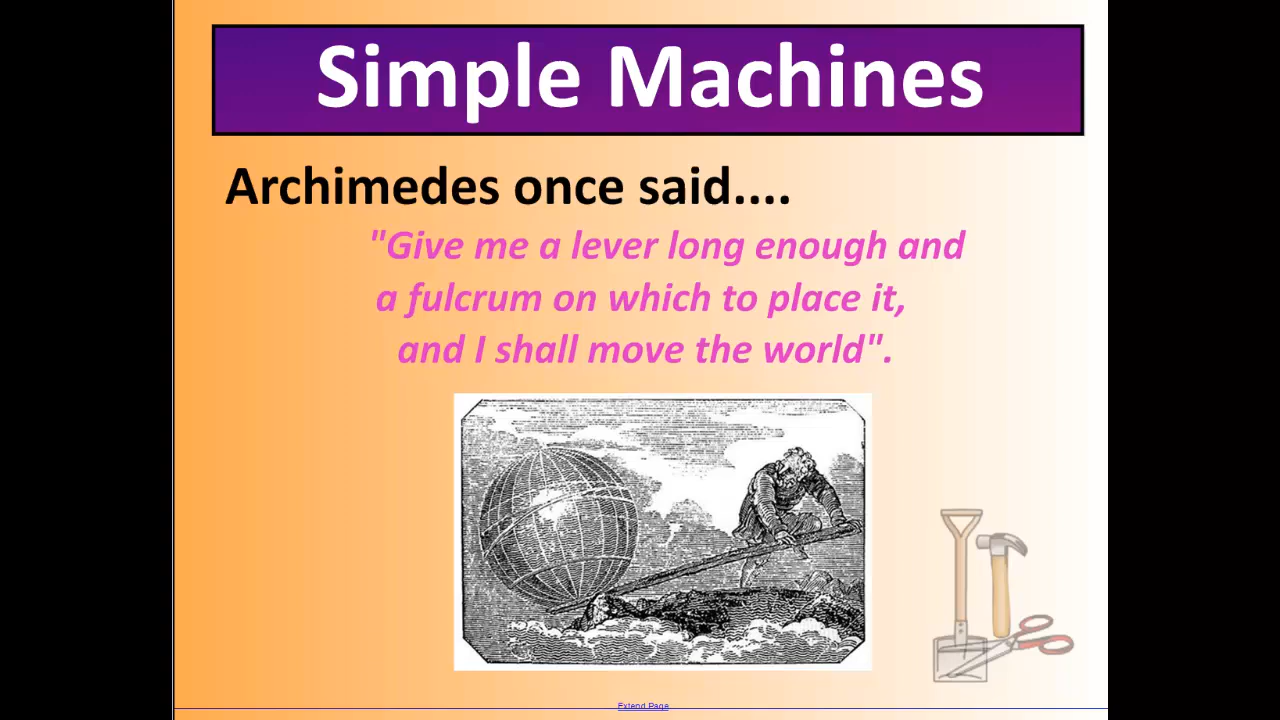 Simple Machines
Archimedes once said....
"Give me a lever long enough and
a fulcrum on which to place it,
and I shall move the world".
Extend Page